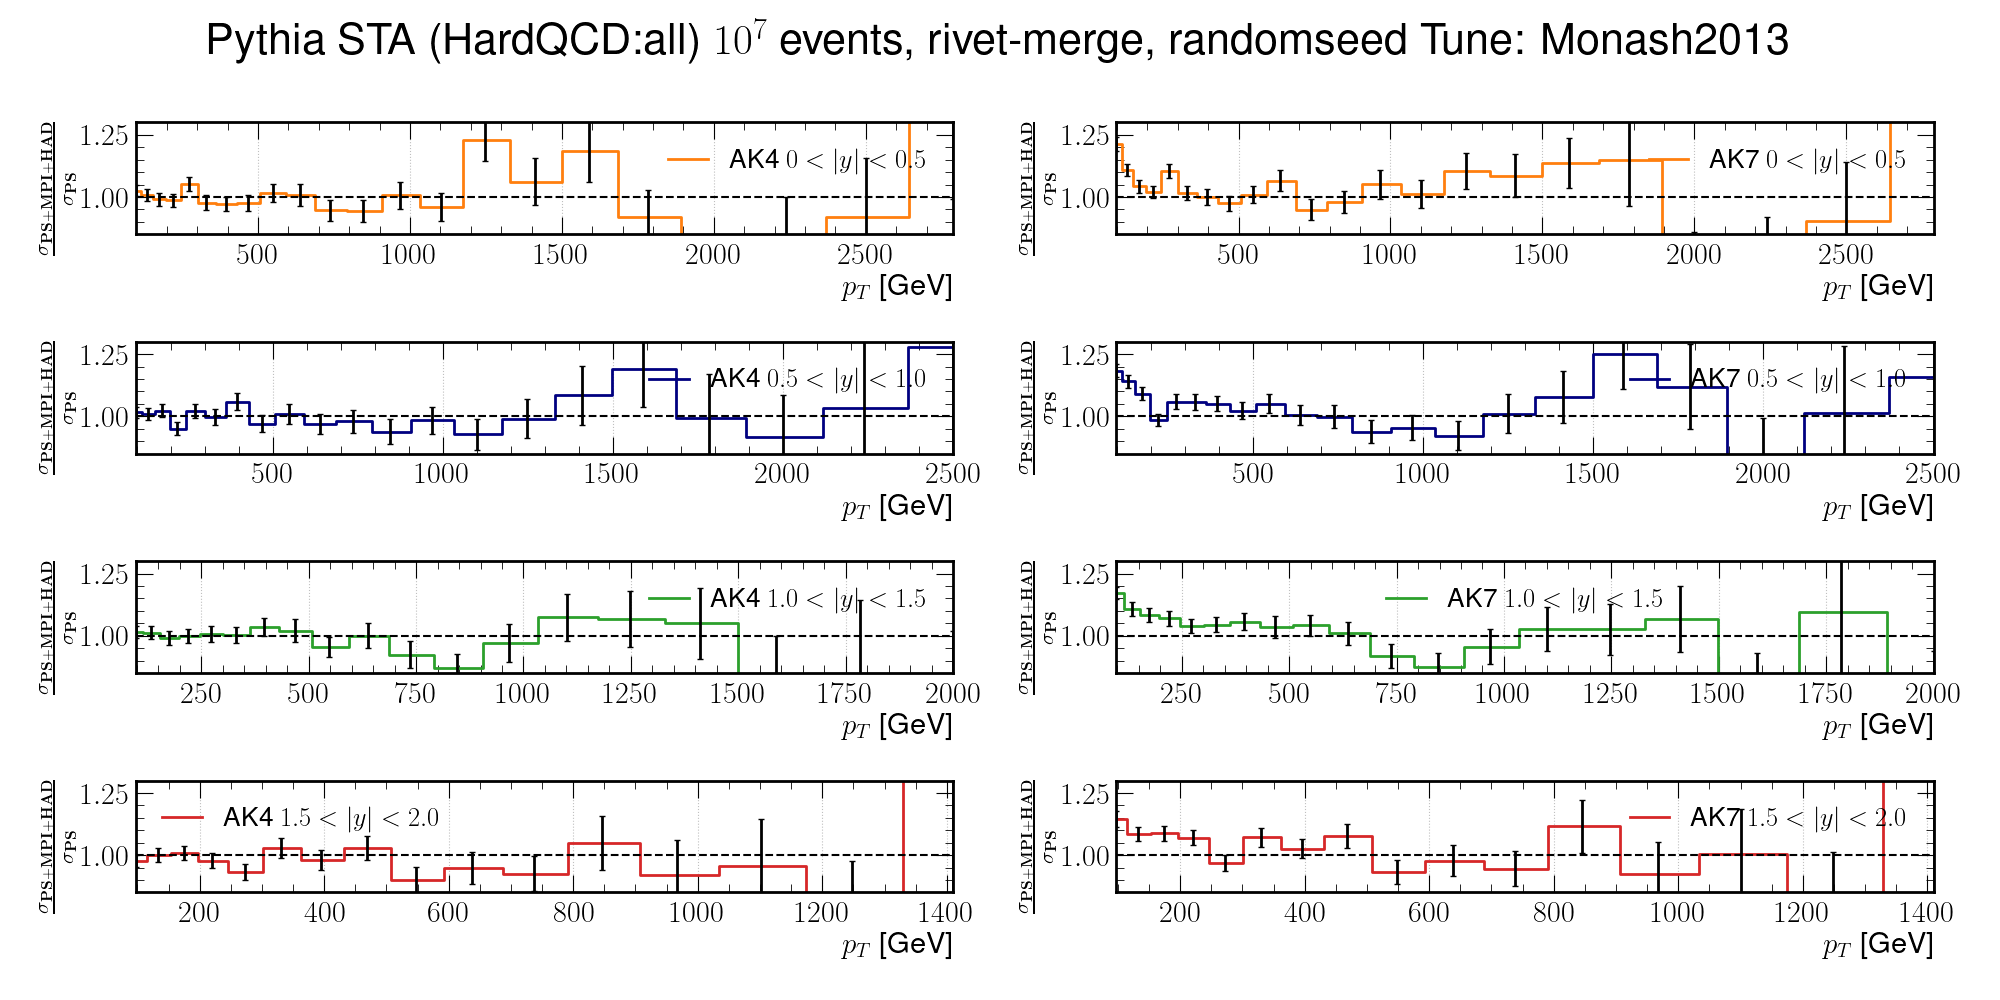 Pythia STA (HardQCD:all) 10^7 events, rivet-merge, randomseed Tune: Monash2013
σPS+MPI+HAD
σPS
1.25
1.00
AK4 0 < |y| < 0.5
500 1000 1500 2000 2500
pT [GeV]
σPS+MPI+HAD
σPS
1.25
1.00
AK7 0 < |y| < 0.5
500 1000 1500 2000 2500
pT [GeV]
σPS+MPI+HAD
σPS
1.25
1.00
AK4 0.5 < |y| < 1.0
500 1000 1500 2000 2500
pT [GeV]
σPS+MPI+HAD
σPS
1.25
1.00
AK7 0.5 < |y| < 1.0
500 1000 1500 2000 2500
pT [GeV]
σPS+MPI+HAD
σPS
1.25
1.00
AK4 1.0 < |y| < 1.5
250 500 750 1000 1250 1500 1750 2000
pT [GeV]
σPS+MPI+HAD
σPS
1.25
1.00
AK7 1.0 < |y| < 1.5
250 500 750 1000 1250 1500 1750 2000
pT [GeV]
σPS+MPI+HAD
σPS
1.25
1.00
AK4 1.5 < |y| < 2.0
200 400 600 800 1000 1200 1400
pT [GeV]
σPS+MPI+HAD
σPS
1.25
1.00
AK7 1.5 < |y| < 2.0
200 400 600 800 1000 1200 1400
pT [GeV]